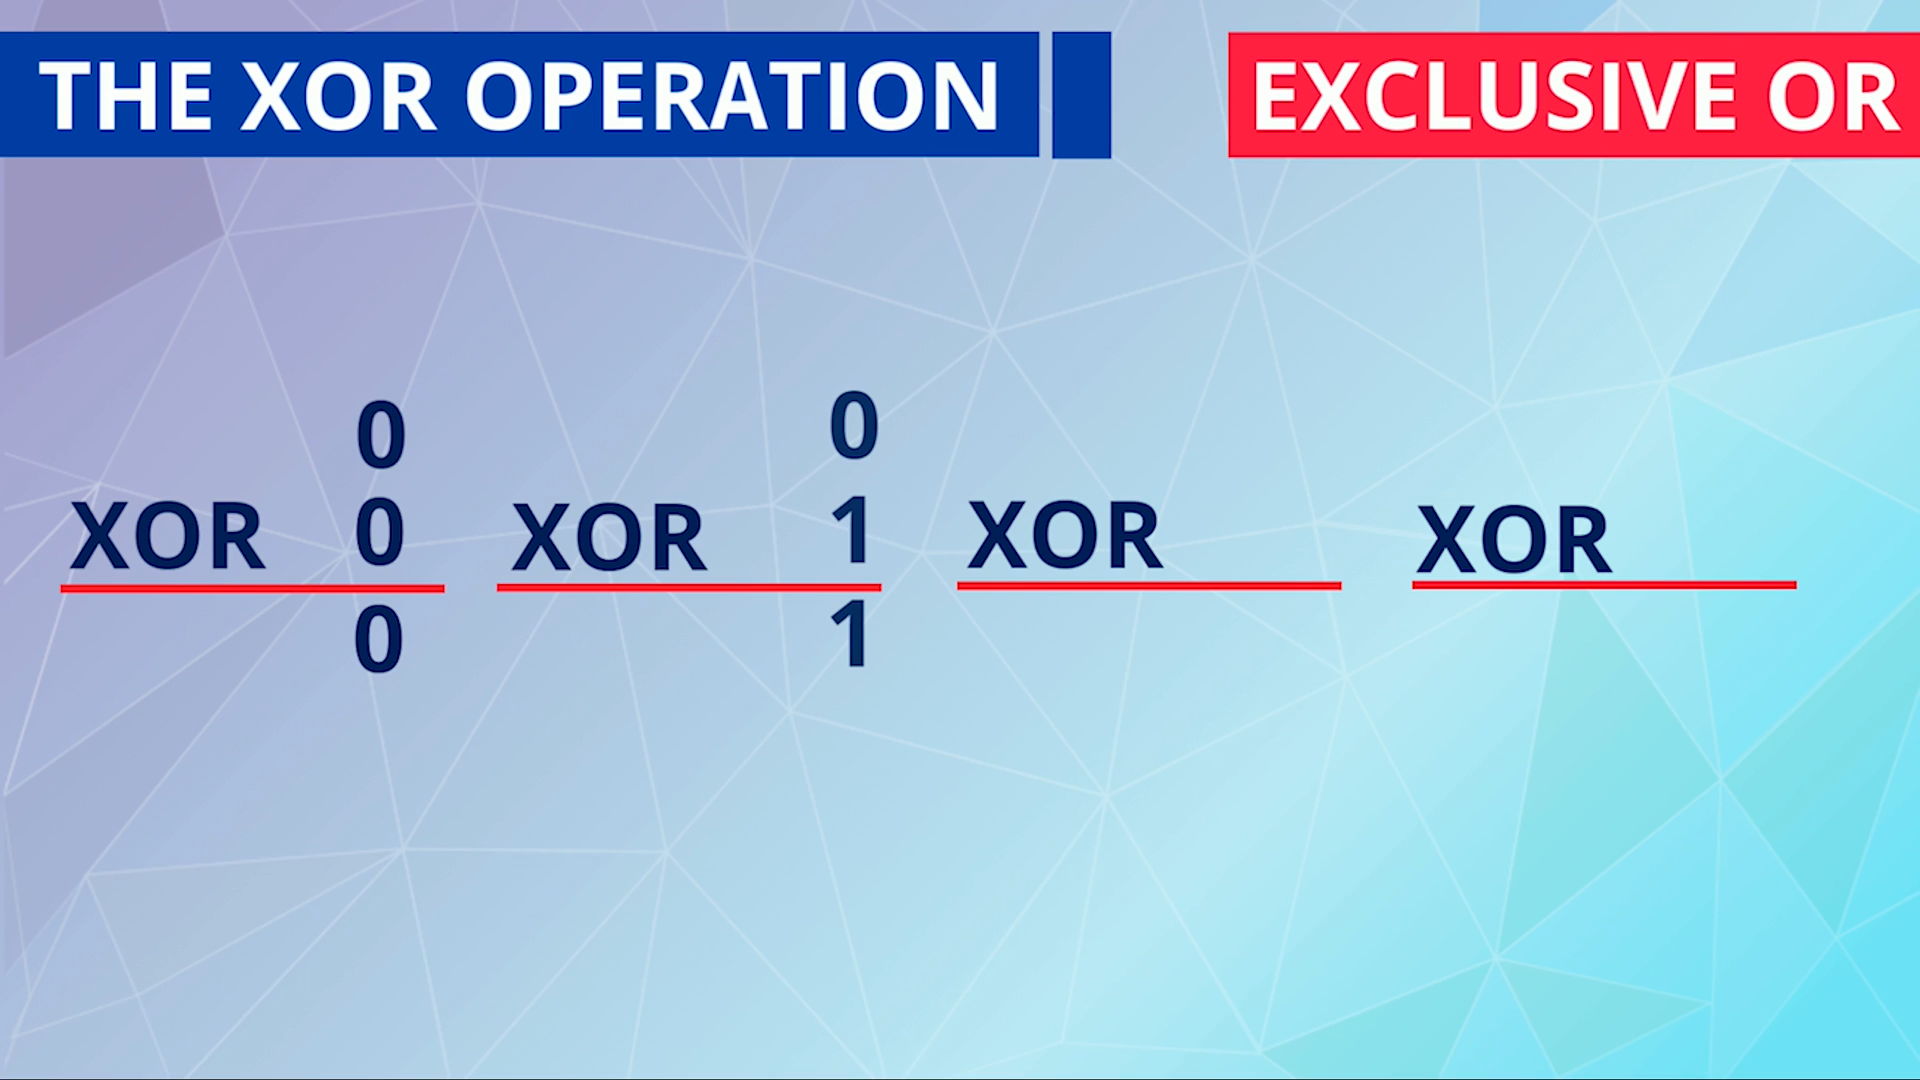 THE XOR OPERATION
EXCLUSIVE OR
0
XOR 0
0
0
XOR 1
1
XOR
XOR